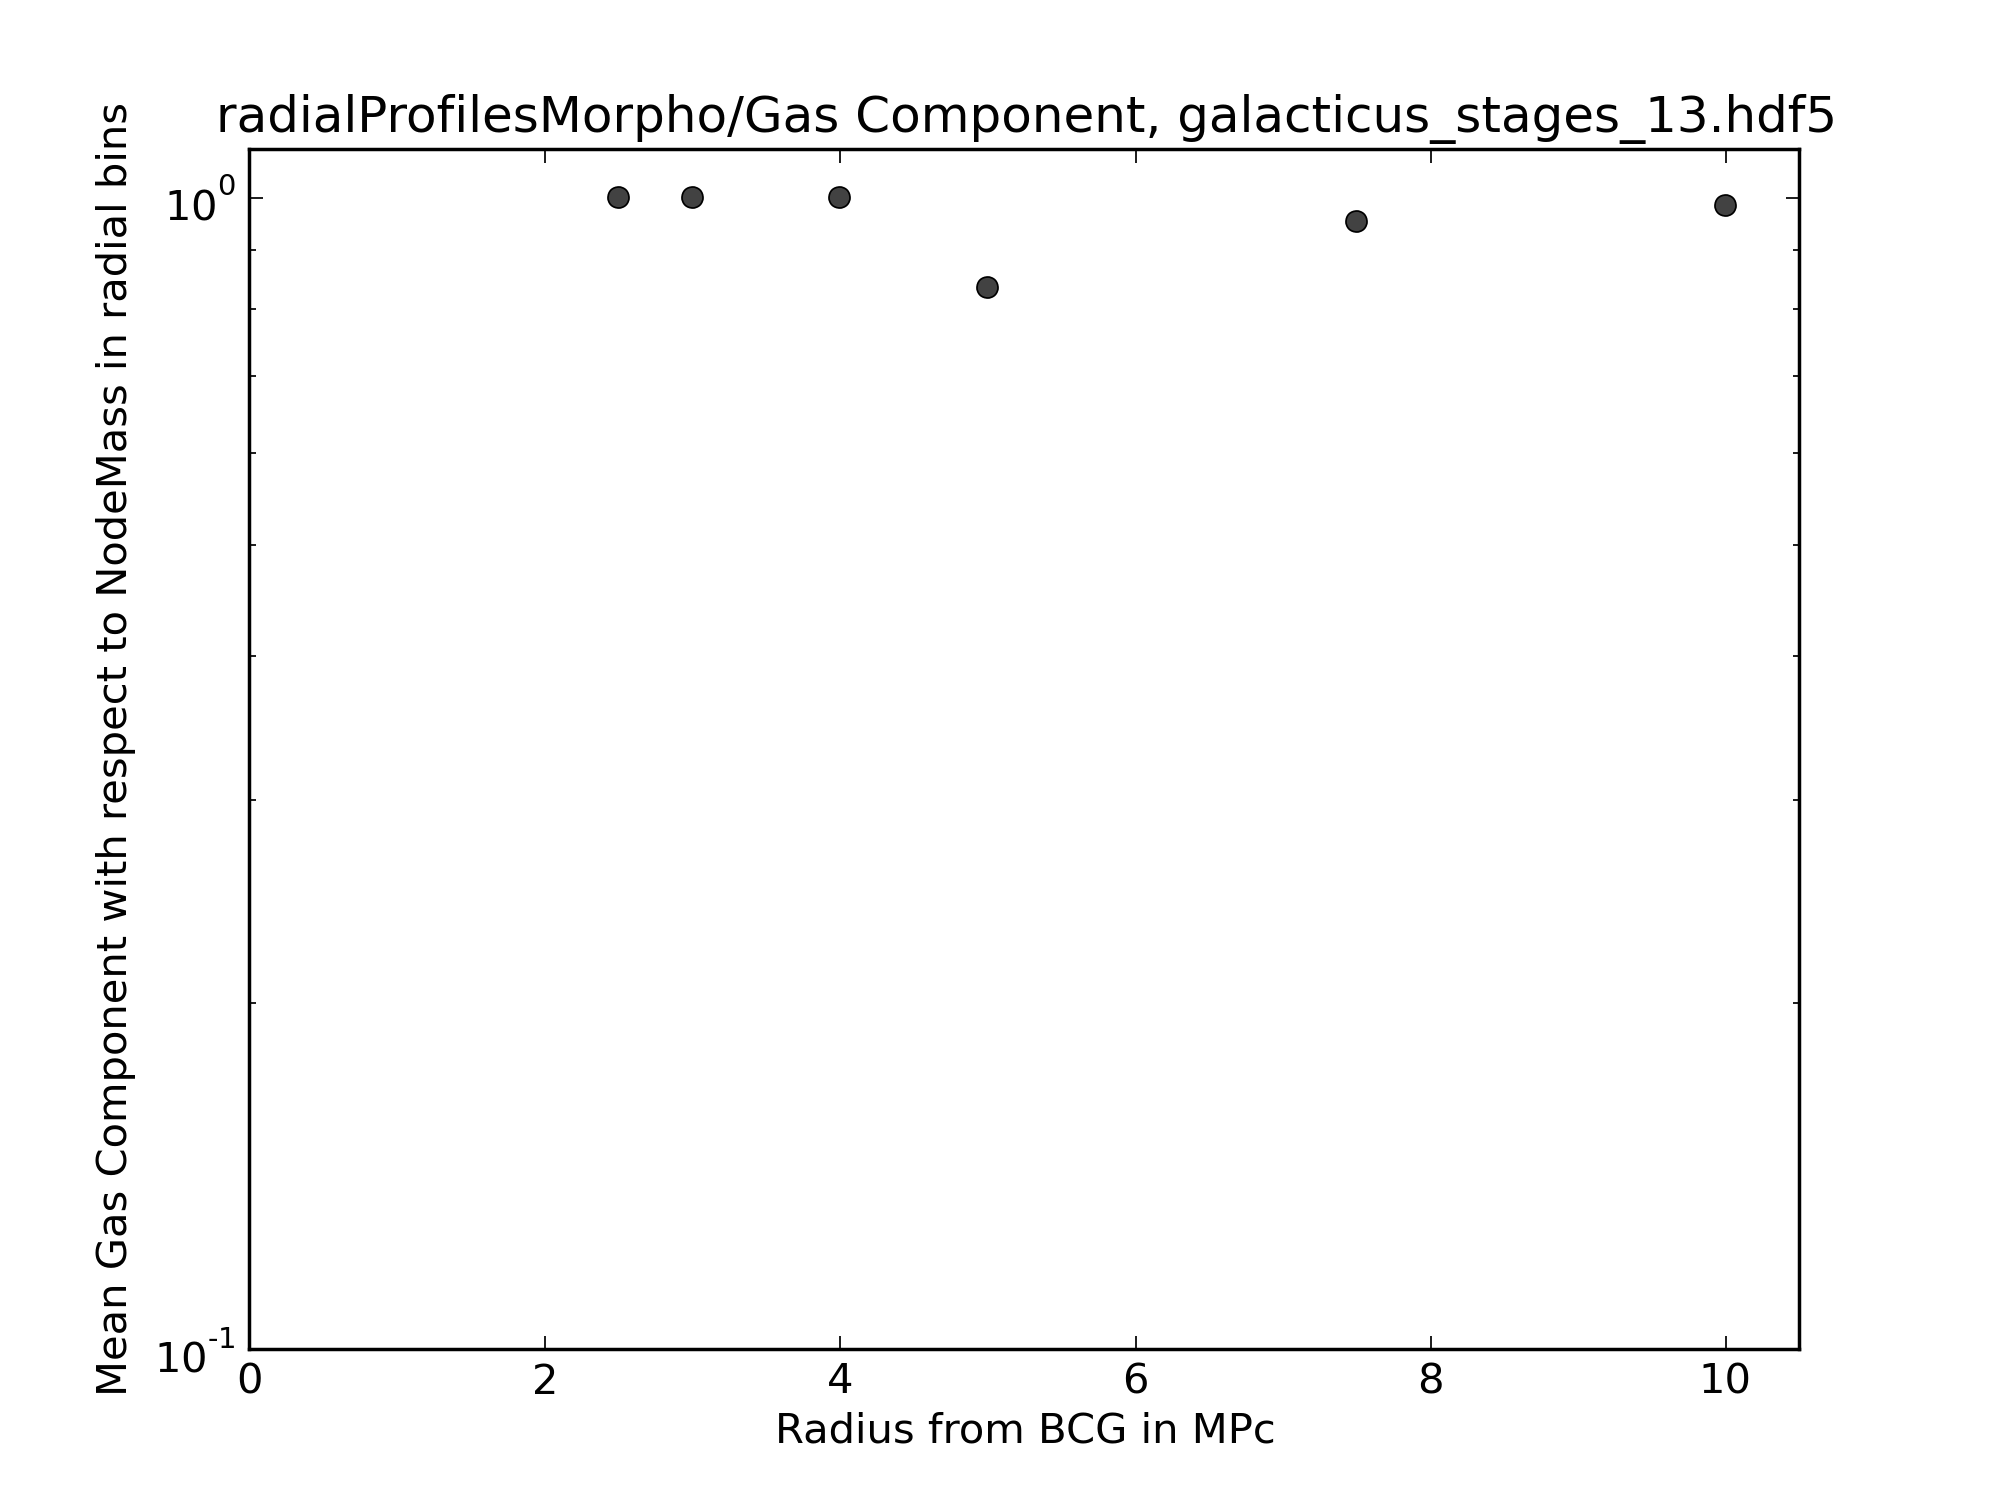 radialProfilesMorpho/Gas Component, galacticus_stages_13.hdf5
Mean Gas Component with respect to NodeMass in radial bins
10^0
10^-1
0 2 4 6 8 10
Radius from BCG in MPc